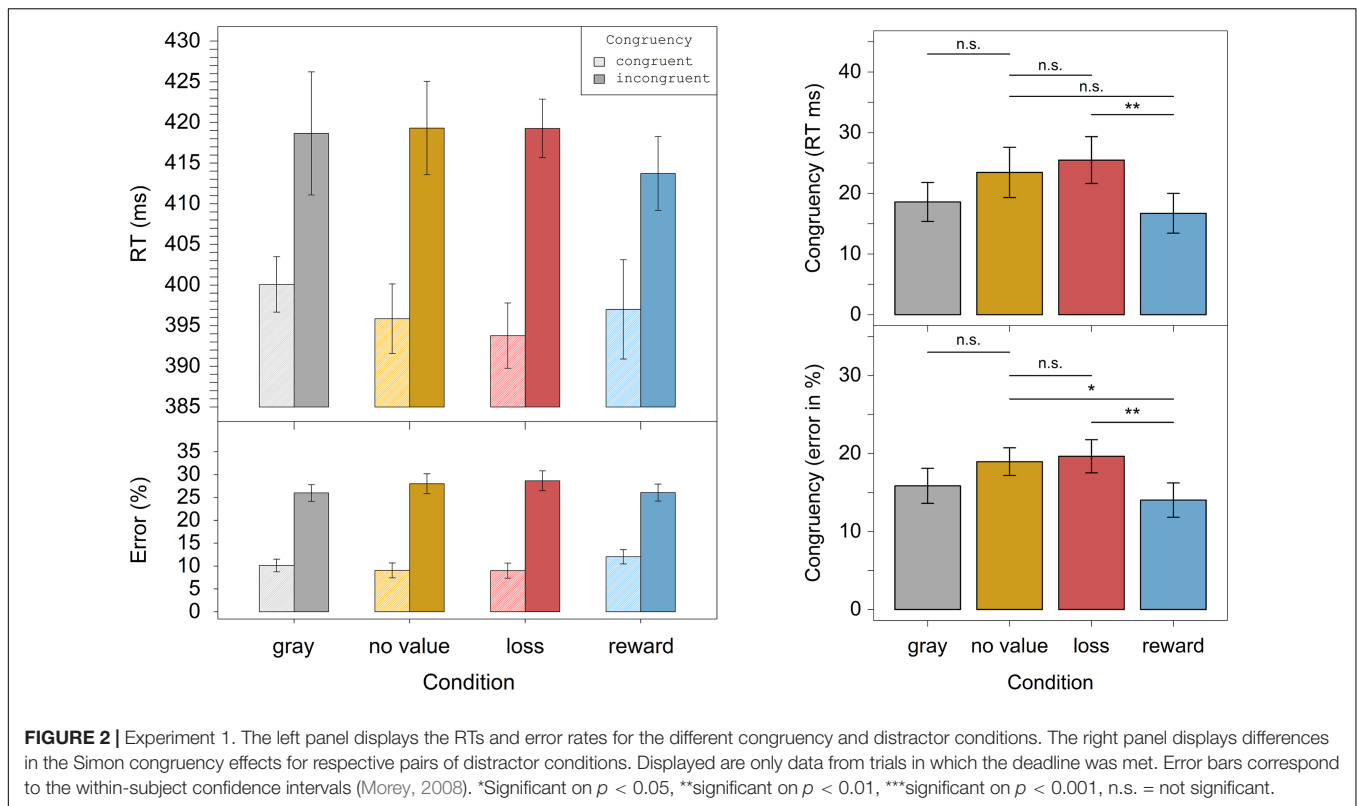 430
425
420
415
410
405
400
395
390
385
RT (ms)
Congruency
congruent
incongruent
35
30
25
20
15
10
5
0
Error (%)
gray no value loss reward
Condition
n.s.
n.s.
n.s.
**
40
30
20
10
0
Congruency (RT ms)
n.s.
n.s.
*
**
30
20
10
0
Congruency (error in %)
gray no value loss reward
Condition
FIGURE 2 | Experiment 1. The left panel displays the RTs and error rates for the different congruency and distractor conditions. The right panel displays differences
in the Simon congruency effects for respective pairs of distractor conditions. Displayed are only data from trials in which the deadline was met. Error bars correspond
to the within-subject confidence intervals (Morey, 2008). *Significant on p < 0.05, **significant on p < 0.01, ***significant on p < 0.001, n.s. = not significant.